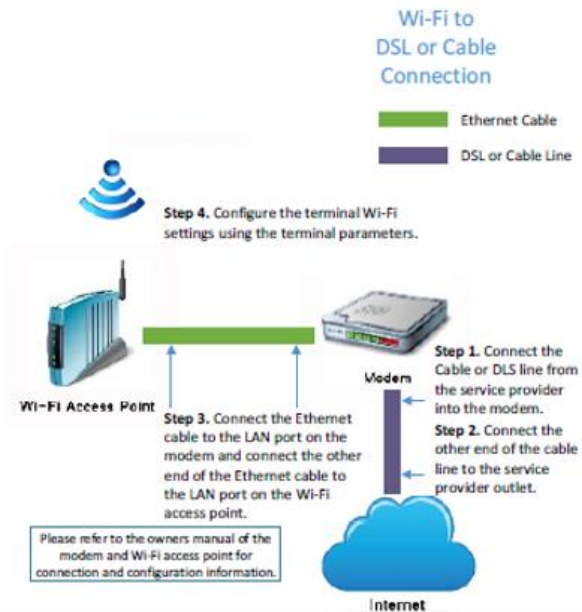 Wi-Fi to
DSL or Cable
Connection
Ethernet Cable
DSL or Cable Line
Step 4. Configure the terminal Wi-Fi
settings using the terminal parameters.
Wi-Fi Access Point
Modem
Step 1. Connect the
Cable or DLS line from
the service provider
into the modem.
Step 2. Connect the
other end of the cable
line to the service
provider outlet.
Step 3. Connect the Ethernet
cable to the LAN port on the
modem and connect the other
end of the Ethernet cable to
the LAN port on the Wi-Fi
access point.
Please refer to the owners manual of the
modem and Wi-Fi access point for
connection and configuration information.
Internet